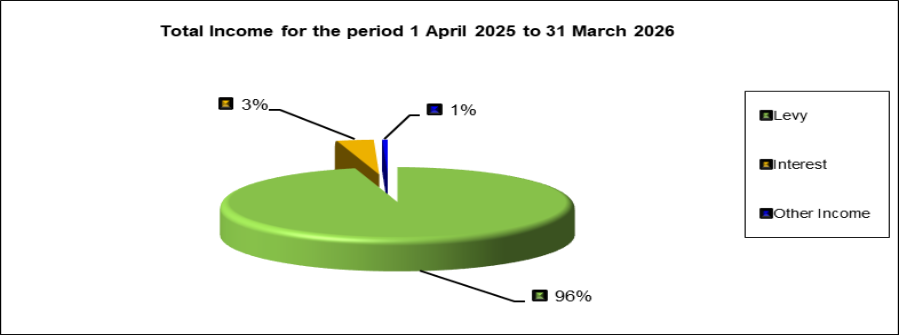 Total Income for the period 1 April 2025 to 31 March 2026
3%
1%
Levy
Interest
Other Income
96%